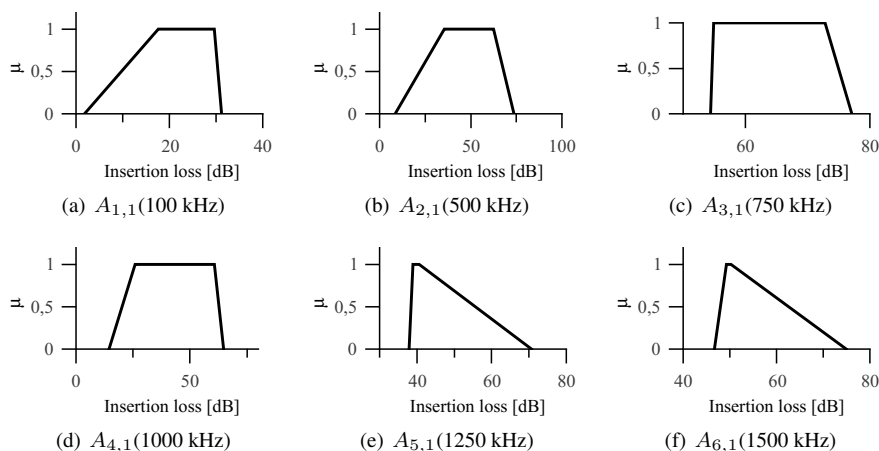 1
0,5
0
μ
0 20 40
Insertion loss [dB]
(a) A1,1(100 kHz)
1
0,5
0
μ
0 50 100
Insertion loss [dB]
(b) A2,1(500 kHz)
1
0,5
0
μ
60 80
Insertion loss [dB]
(c) A3,1(750 kHz)
1
0,5
0
μ
0 50
Insertion loss [dB]
(d) A4,1(1000 kHz)
1
0,5
0
μ
40 60 80
Insertion loss [dB]
(e) A5,1(1250 kHz)
1
0,5
0
μ
40 60 80
Insertion loss [dB]
(f) A6,1(1500 kHz)